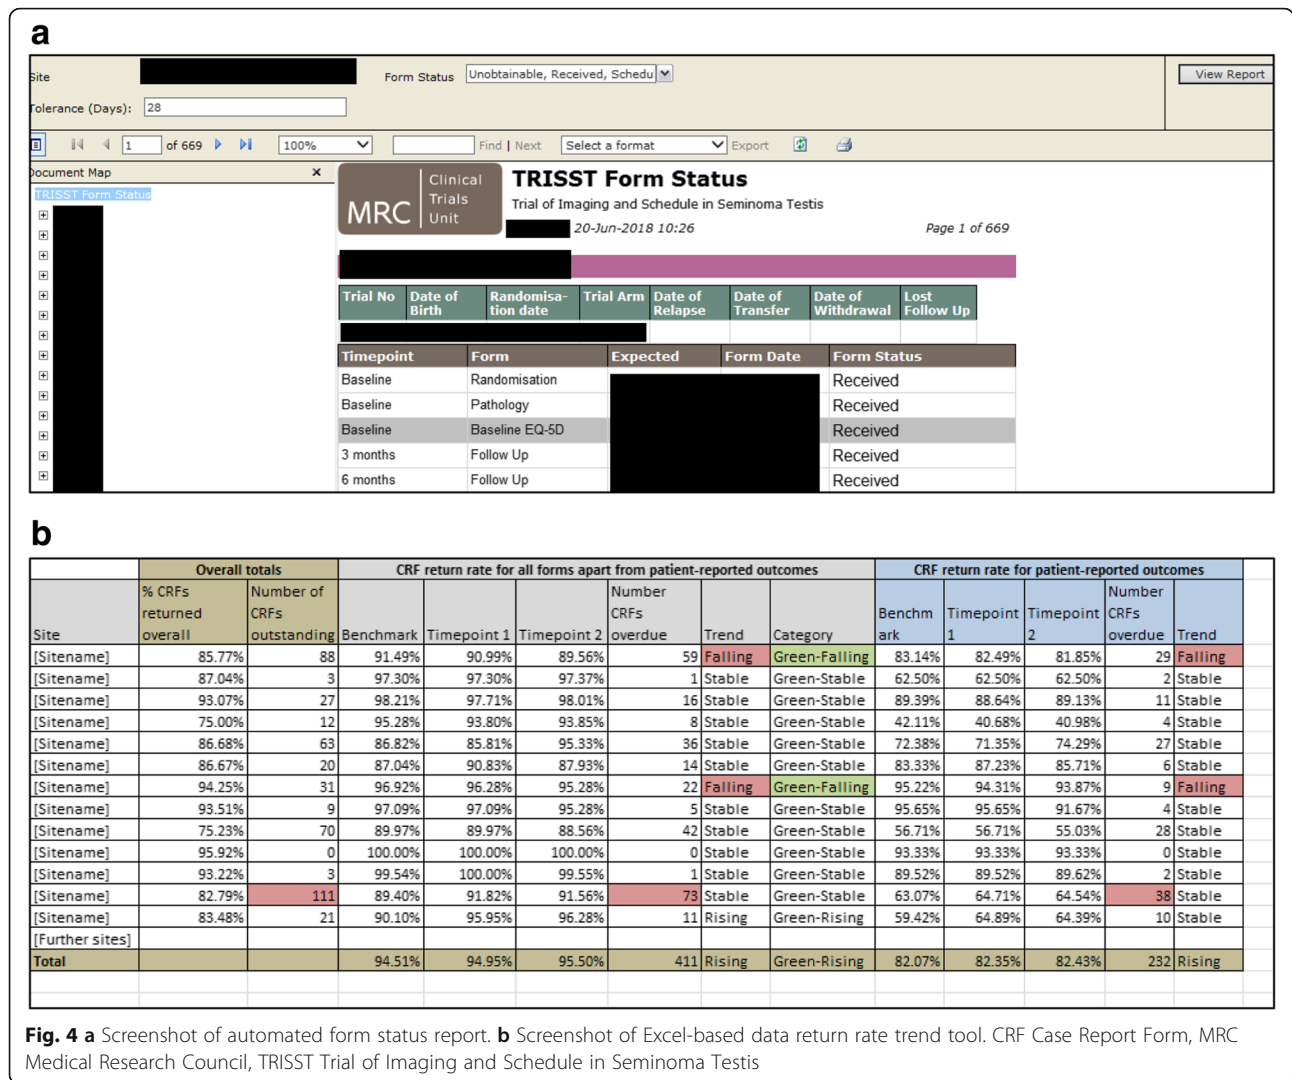 a
Site Form Status Unobtainable, Received, Schedu View Report
Tolerance (Days): 28
1 of 669 100% Find | Next Select a format Export
Document Map x
TRISST Form Status
MRC Clinical Trials Unit
TRISST Form Status
Trial of Imaging and Schedule in Seminoma Testis
20-Jun-2018 10:26 Page 1 of 669
Trial No Date of Birth Randomisa-tion date Trial Arm Date of Relapse Date of Transfer Date of Withdrawal Lost Follow Up
Timepoint Form Expected Form Date Form Status
Baseline Randomisation Received
Baseline Pathology Received
Baseline Baseline EQ-5D Received
3 months Follow Up Received
6 months Follow Up Received
b
Overall totals CRF return rate for all forms apart from patient-reported outcomes CRF return rate for patient-reported outcomes
Site % CRFs returned overall Number of CRFs outstanding Benchmark Timepoint 1 Timepoint 2 Number CRFs overdue Trend Category Benchm ark Timepoint 1 Timepoint 2 Number CRFs overdue Trend
[Sitename] 85.77% 88 91.49% 90.99% 89.56% 59 Falling Green-Falling 83.14% 82.49% 81.85% 29 Falling
[Sitename] 87.04% 3 97.30% 97.30% 97.37% 1 Stable Green-Stable 62.50% 62.50% 62.50% 2 Stable
[Sitename] 93.07% 27 98.21% 97.71% 98.01% 16 Stable Green-Stable 89.39% 88.64% 89.13% 11 Stable
[Sitename] 75.00% 12 95.28% 93.80% 93.85% 8 Stable Green-Stable 42.11% 40.68% 40.98% 4 Stable
[Sitename] 86.68% 63 86.82% 85.81% 95.33% 36 Stable Green-Stable 72.38% 71.35% 74.29% 27 Stable
[Sitename] 86.67% 20 87.04% 90.83% 87.93% 14 Stable Green-Stable 83.33% 87.23% 85.71% 6 Stable
[Sitename] 94.25% 31 96.92% 96.28% 95.28% 22 Falling Green-Falling 95.22% 94.31% 93.87% 9 Falling
[Sitename] 93.51% 9 97.09% 97.09% 95.28% 5 Stable Green-Stable 95.65% 95.65% 91.67% 4 Stable
[Sitename] 75.23% 70 89.97% 89.97% 88.56% 42 Stable Green-Stable 56.71% 56.71% 55.03% 28 Stable
[Sitename] 95.92% 0 100.00% 100.00% 100.00% 0 Stable Green-Stable 93.33% 93.33% 93.33% 0 Stable
[Sitename] 93.22% 3 99.54% 100.00% 99.55% 1 Stable Green-Stable 89.52% 89.52% 89.62% 2 Stable
[Sitename] 82.79% 111 89.40% 91.82% 91.56% 73 Stable Green-Stable 63.07% 64.71% 64.54% 38 Stable
[Sitename] 83.48% 21 90.10% 95.95% 96.28% 11 Rising Green-Rising 59.42% 64.89% 64.39% 10 Stable
[Further sites]
Total 94.51% 94.95% 95.50% 411 Rising Green-Rising 82.07% 82.35% 82.43% 232 Rising
Fig. 4 a Screenshot of automated form status report. b Screenshot of Excel-based data return rate trend tool. CRF Case Report Form, MRC
Medical Research Council, TRISST Trial of Imaging and Schedule in Seminoma Testis